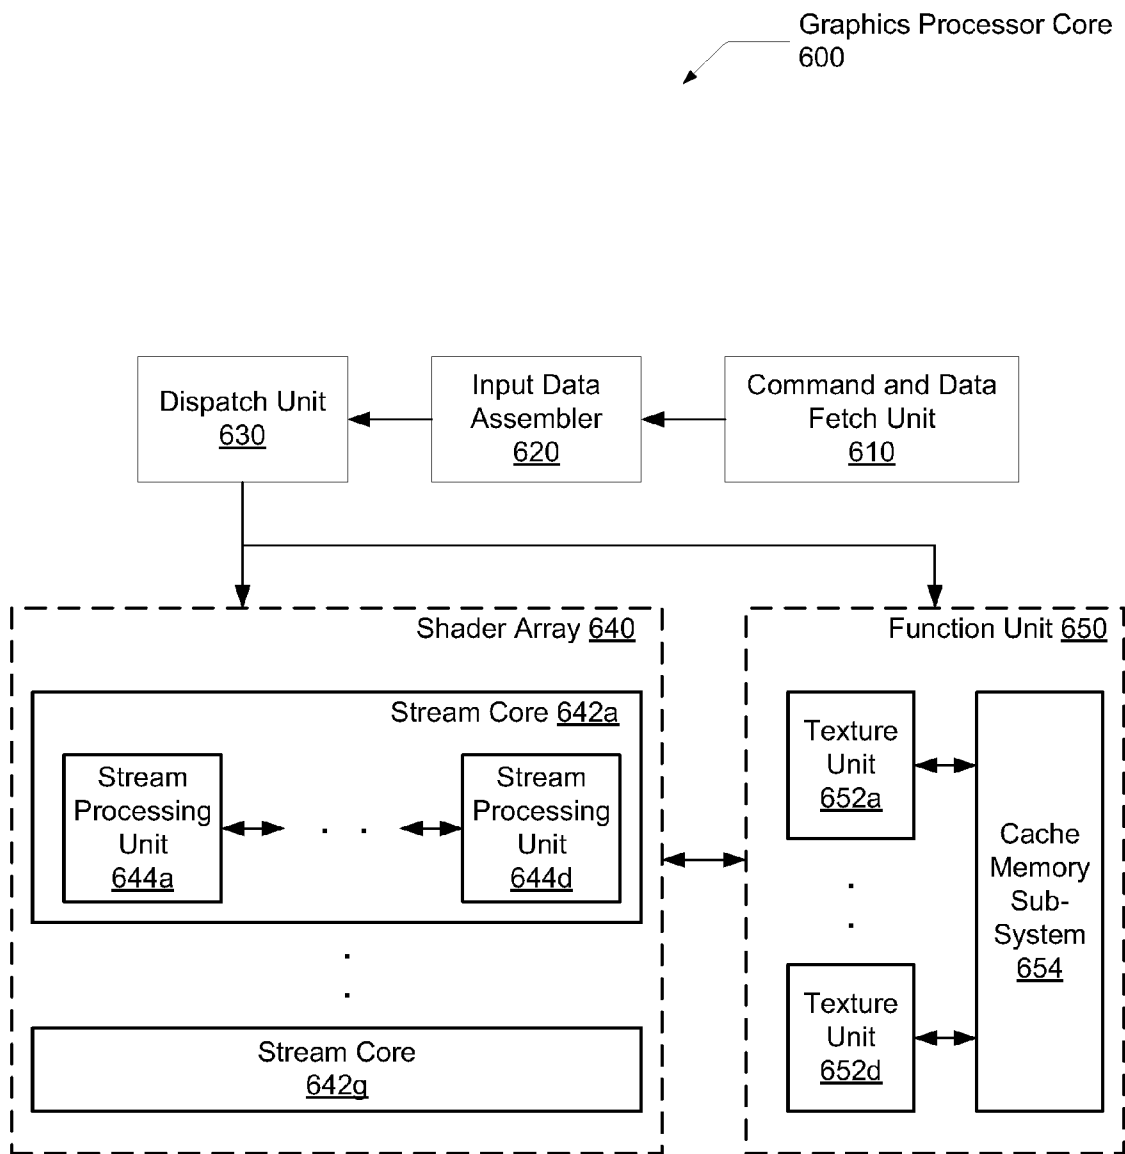 Graphics Processor Core
600
Dispatch Unit
630
Input Data
Assembler
620
Command and Data
Fetch Unit
610
Shader Array 640
Stream Core 642a
Stream
Processing
Unit
644a
. .
Stream
Processing
Unit
644d
.
.
Stream Core
642g
Function Unit 650
Texture
Unit
652a
.
.
Texture
Unit
652d
Cache
Memory
Sub-
System
654